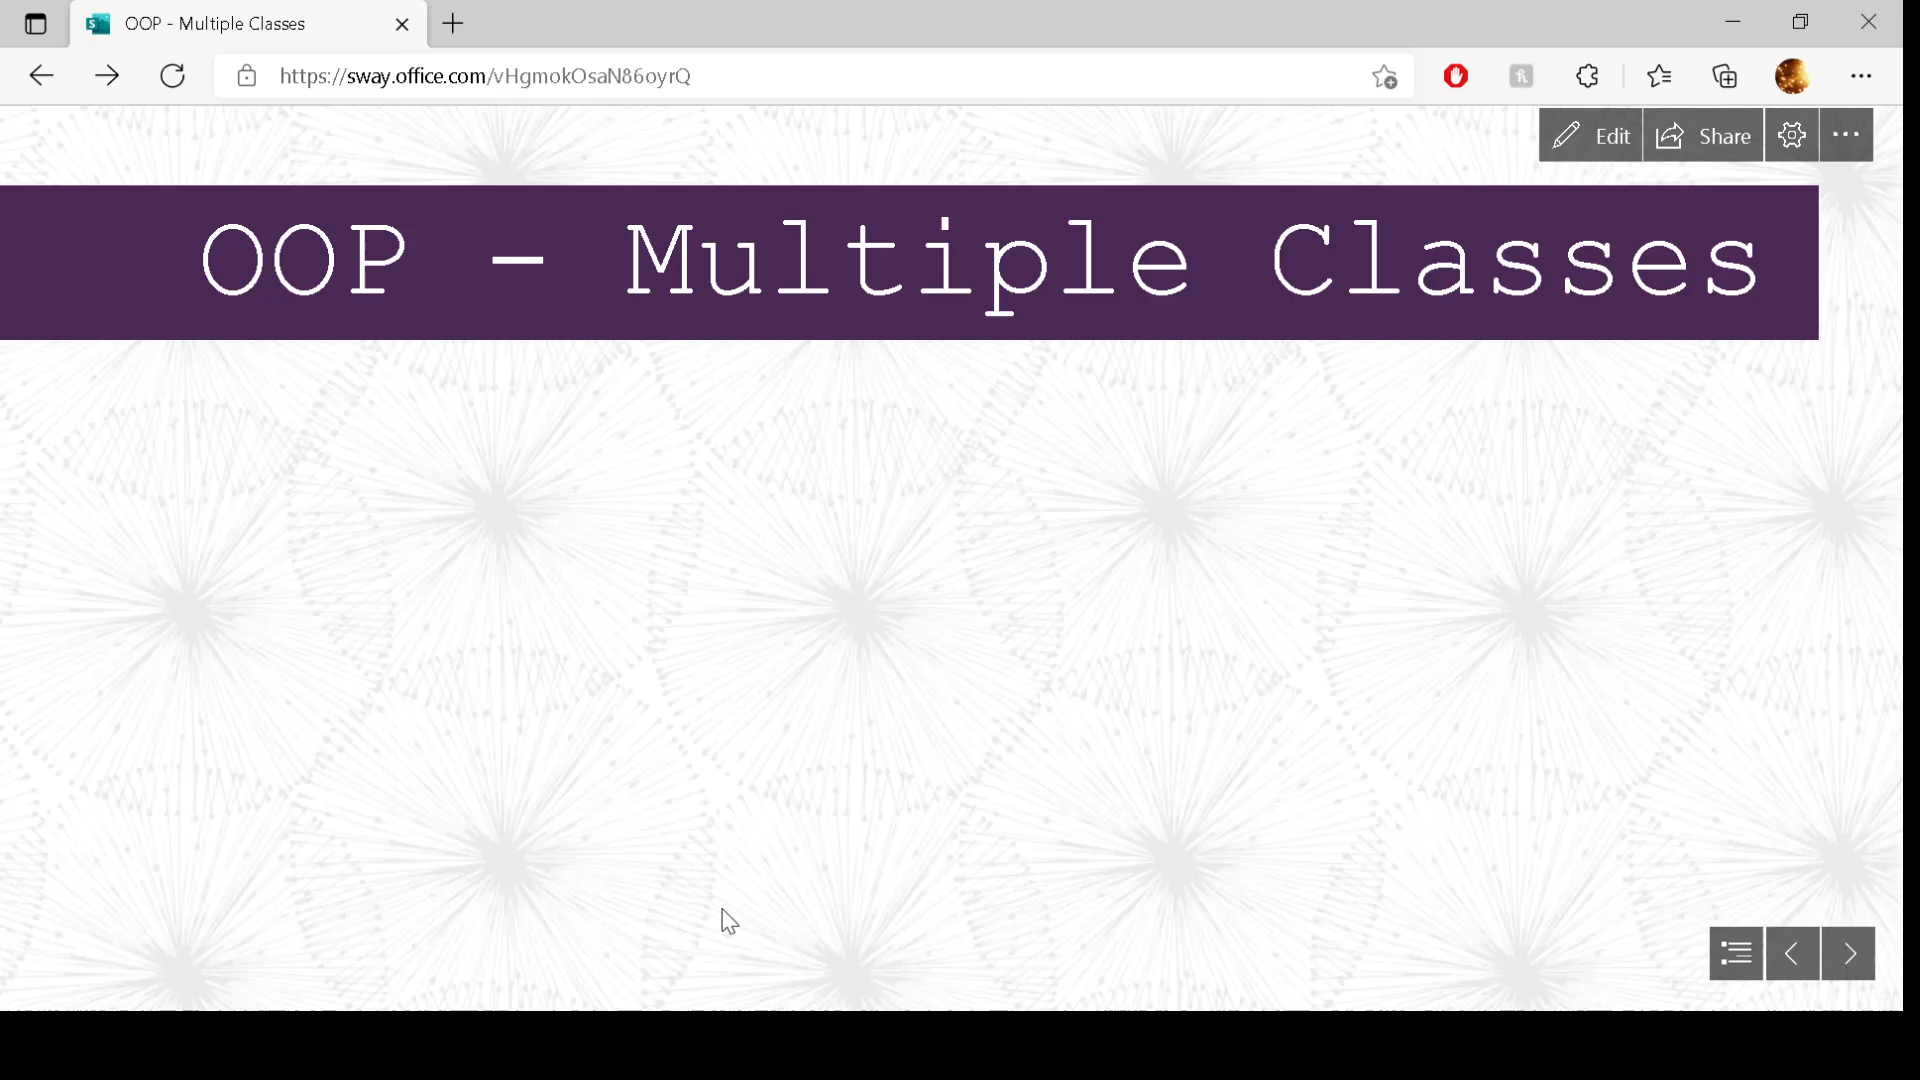 OOP - Multiple Classes
https://sway.office.com/vHgmokOsaN86oyrQ
Edit
Share
OOP - Multiple Classes